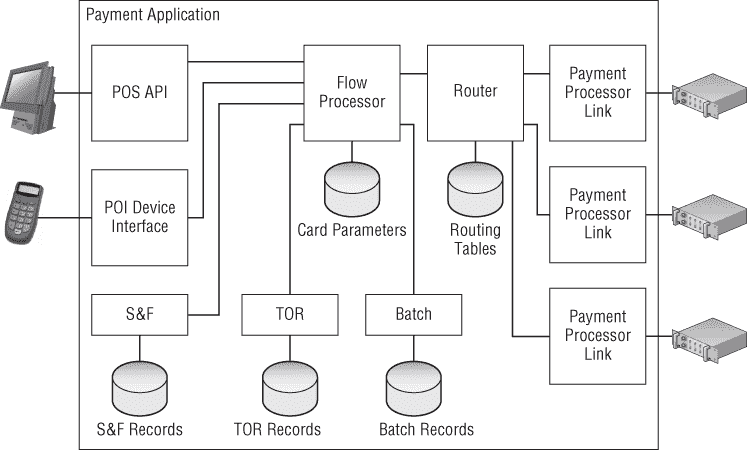 Payment Application
POS API
Flow
Processor
Router
Payment
Processor
Link
POI Device
Interface
Card Parameters
Routing
Tables
Payment
Processor
Link
S&F
TOR
Batch
Payment
Processor
Link
S&F Records
TOR Records
Batch Records